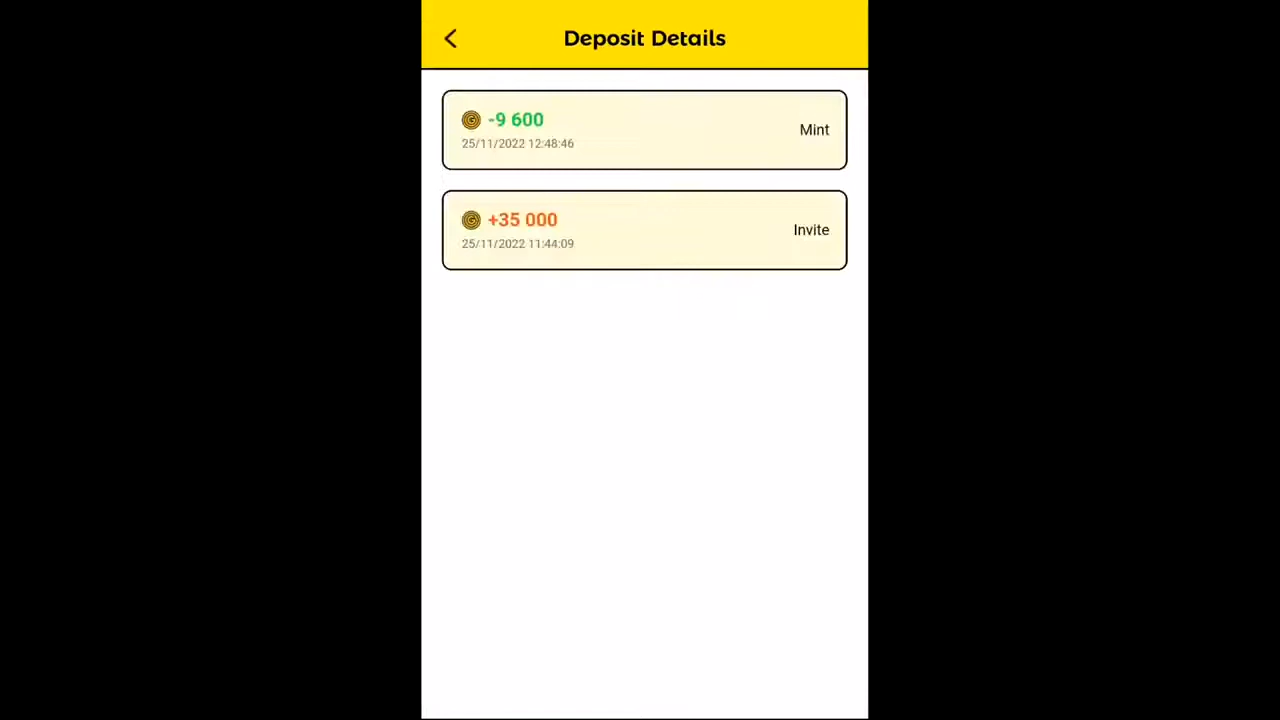 Deposit Details
-9 600
25/11/2022 12:48:46
Mint
+35 000
25/11/2022 11:44:09
Invite